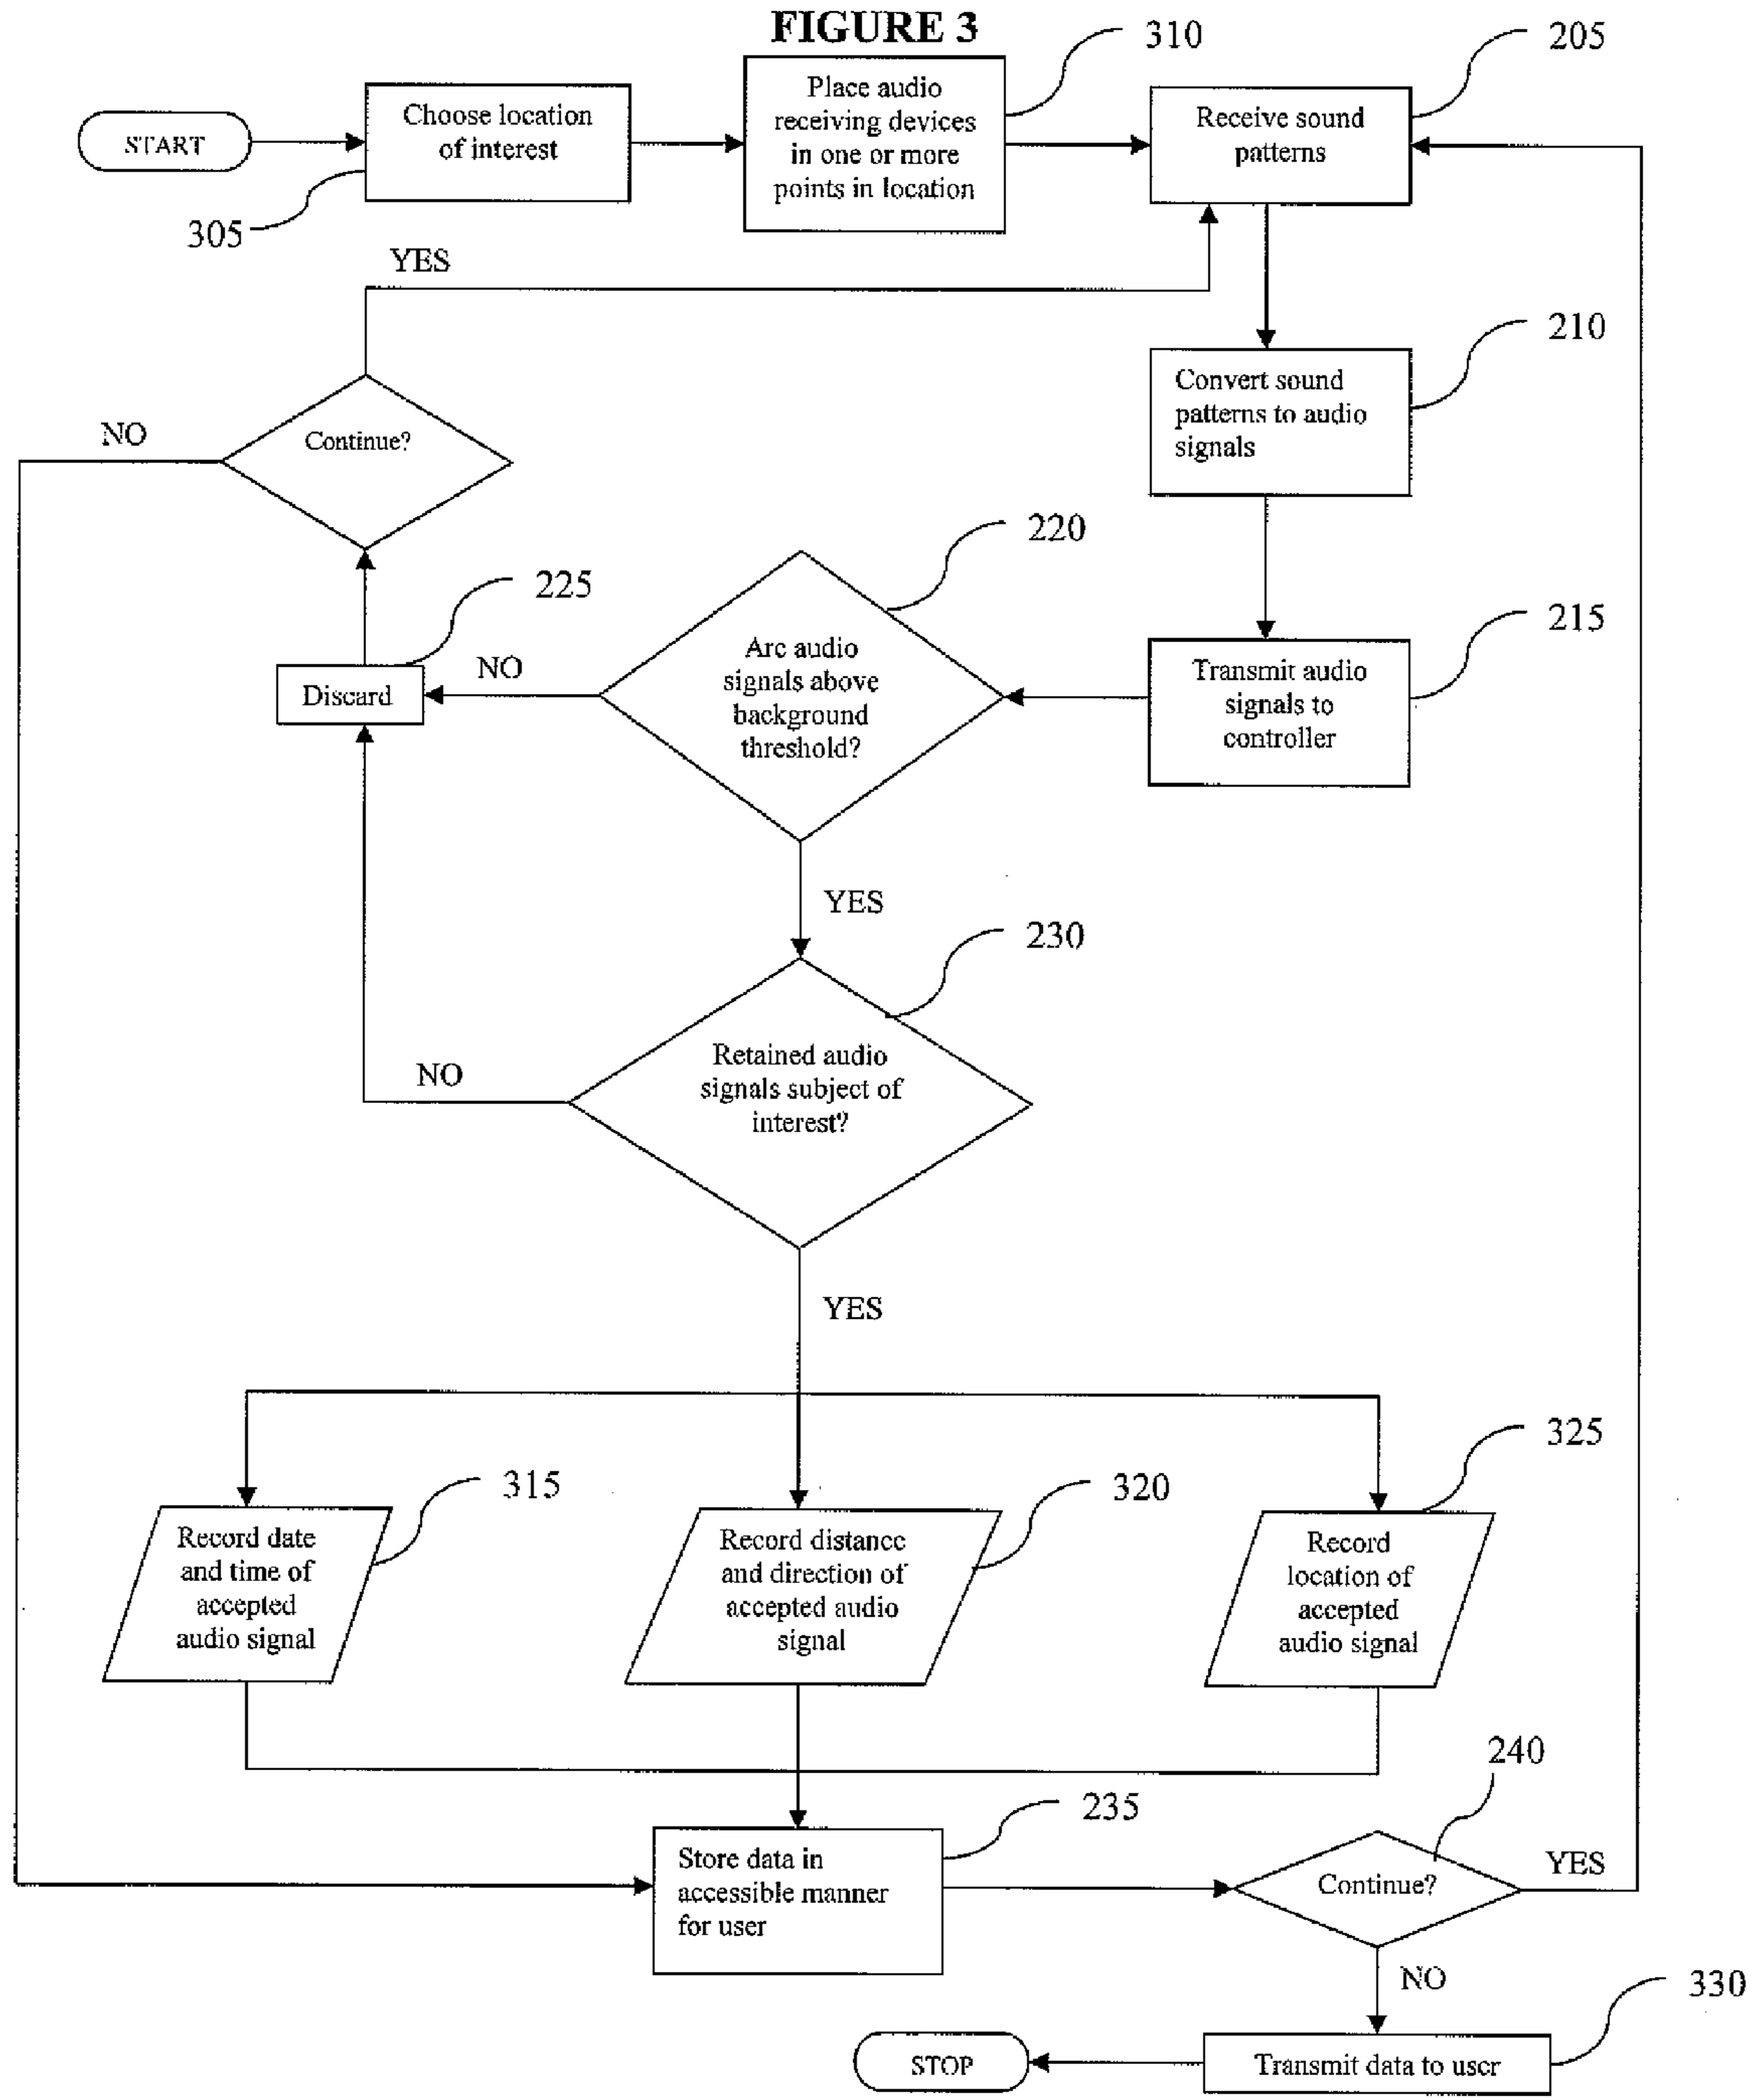 FIGURE 3
310
205
START
Choose location
of interest
Place audio
receiving devices
in one or more
points in location
Receive sound
patterns
305
YES
210
Convert sound
patterns to audio
signals
NO
Continue?
220
225
215
Are audio
signals above
background
threshold?
NO
Discard
Transmit audio
signals to
controller
YES
230
Retained audio
signals subject of
interest?
NO
YES
325
315
320
Record date
and time of
accepted
audio signal
Record distance
and direction of
accepted audio
signal
Record
location of
accepted
audio signal
240
235
Store data in
accessible manner
for user
Continue?
YES
NO
330
STOP
Transmit data to user